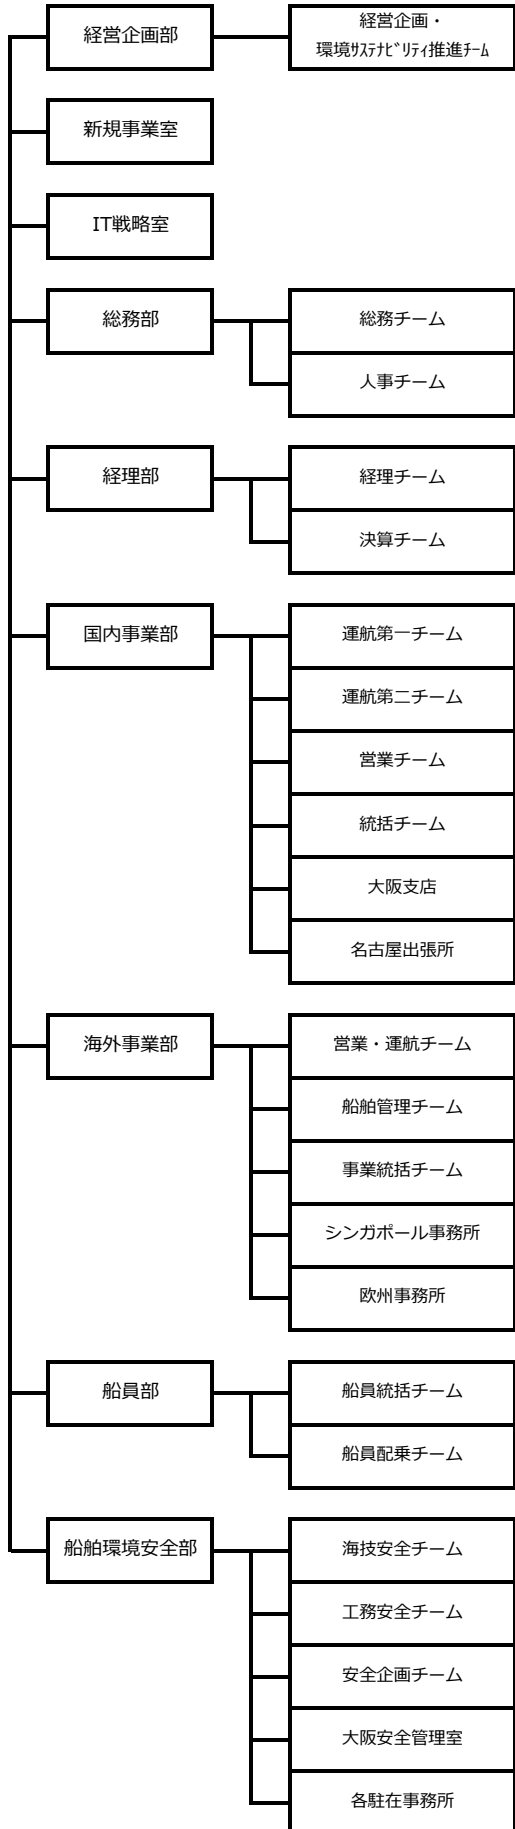 経営企画部
経営企画・
環境ｻｽﾃﾅﾋﾞﾘﾃｨ推進ﾁｰﾑ
新規事業室
IT戦略室
総務部
総務チーム
人事チーム
経理部
経理チーム
決算チーム
国内事業部
運航第一チーム
運航第二チーム
営業チーム
統括チーム
大阪支店
名古屋出張所
海外事業部
営業・運航チーム
船舶管理チーム
事業統括チーム
シンガポール事務所
欧州事務所
船員部
船員統括チーム
船員配乗チーム
船舶環境安全部
海技安全チーム
工務安全チーム
安全企画チーム
大阪安全管理室
各駐在事務所